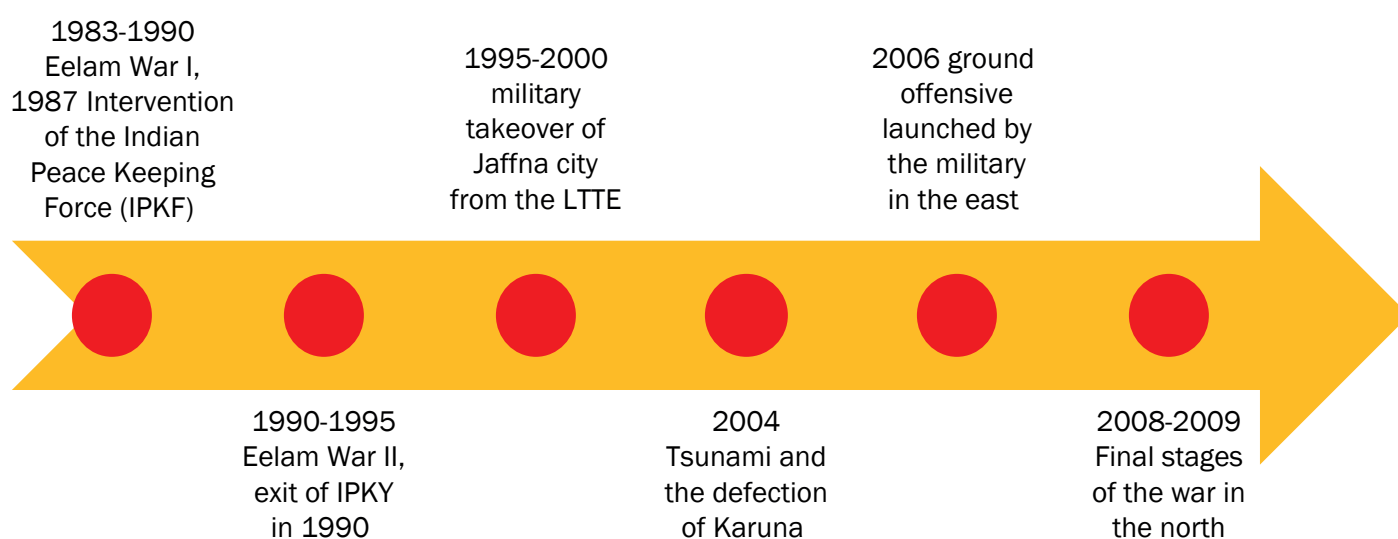 1983-1990
Eelam War I,
1987 Intervention
of the Indian
Peace Keeping
Force (IPKF)
1990-1995
Eelam War II,
exit of IPKY
in 1990
1995-2000
military
takeover of
Jaffna city
from the LTTE
2004
Tsunami and
the defection
of Karuna
2006 ground
offensive
launched by
the military
in the east
2008-2009
Final stages
of the war in
the north